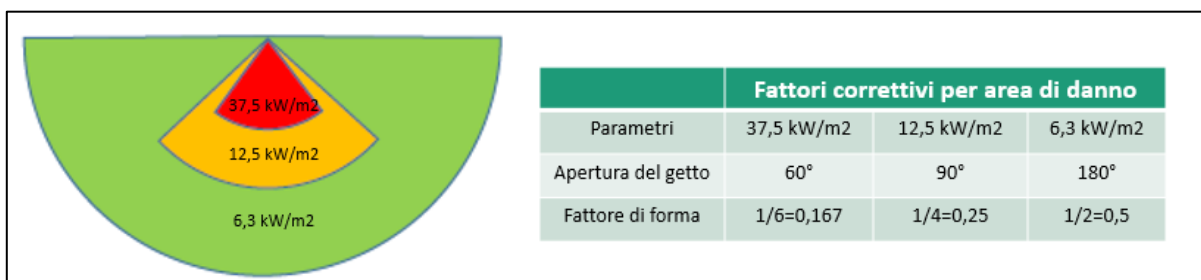 37,5 kW/m2
12,5 kW/m2
6,3 kW/m2
Fattori correttivi per area di danno
Parametri 37,5 kW/m2 12,5 kW/m2 6,3 kW/m2
Apertura del getto 60° 90° 180°
Fattore di forma 1/6=0,167 1/4=0,25 1/2=0,5